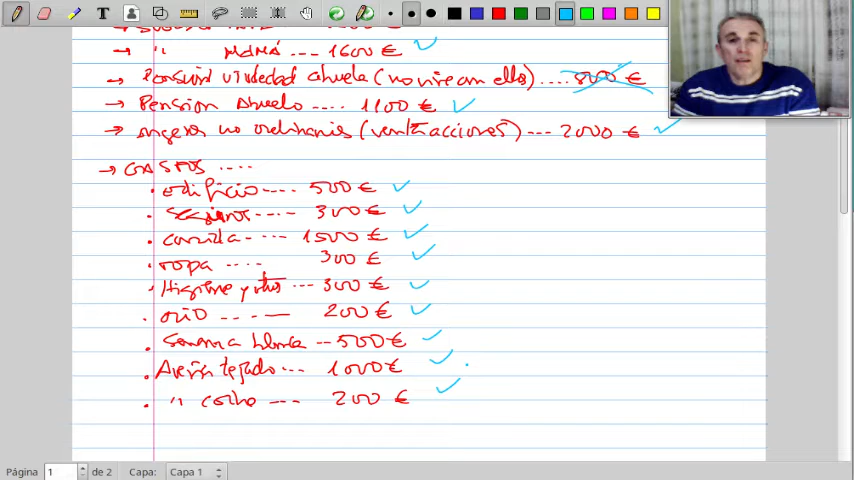 → " MAMÁ .... 1600 €
→ Pensión viudedad abuela (no vive con ellos) .... 800 €
→ Pensión Abuelo .... 1100 €
→ ingresos no ordinarios (venta acciones) --- 2000 €
→ GASTOS ....
• edificio ---- 500 €
• seguros ---- 300 €
• comida ---- 1500 €
• ropa .... 300 €
• Higiene y otros --- 300 €
• ocio ---- 200 €
• Semana blanca -- 500 €
• Avería tejado --- 1000 €
• " coche --- 200 €
Página 1 de 2 Capa: Capa 1